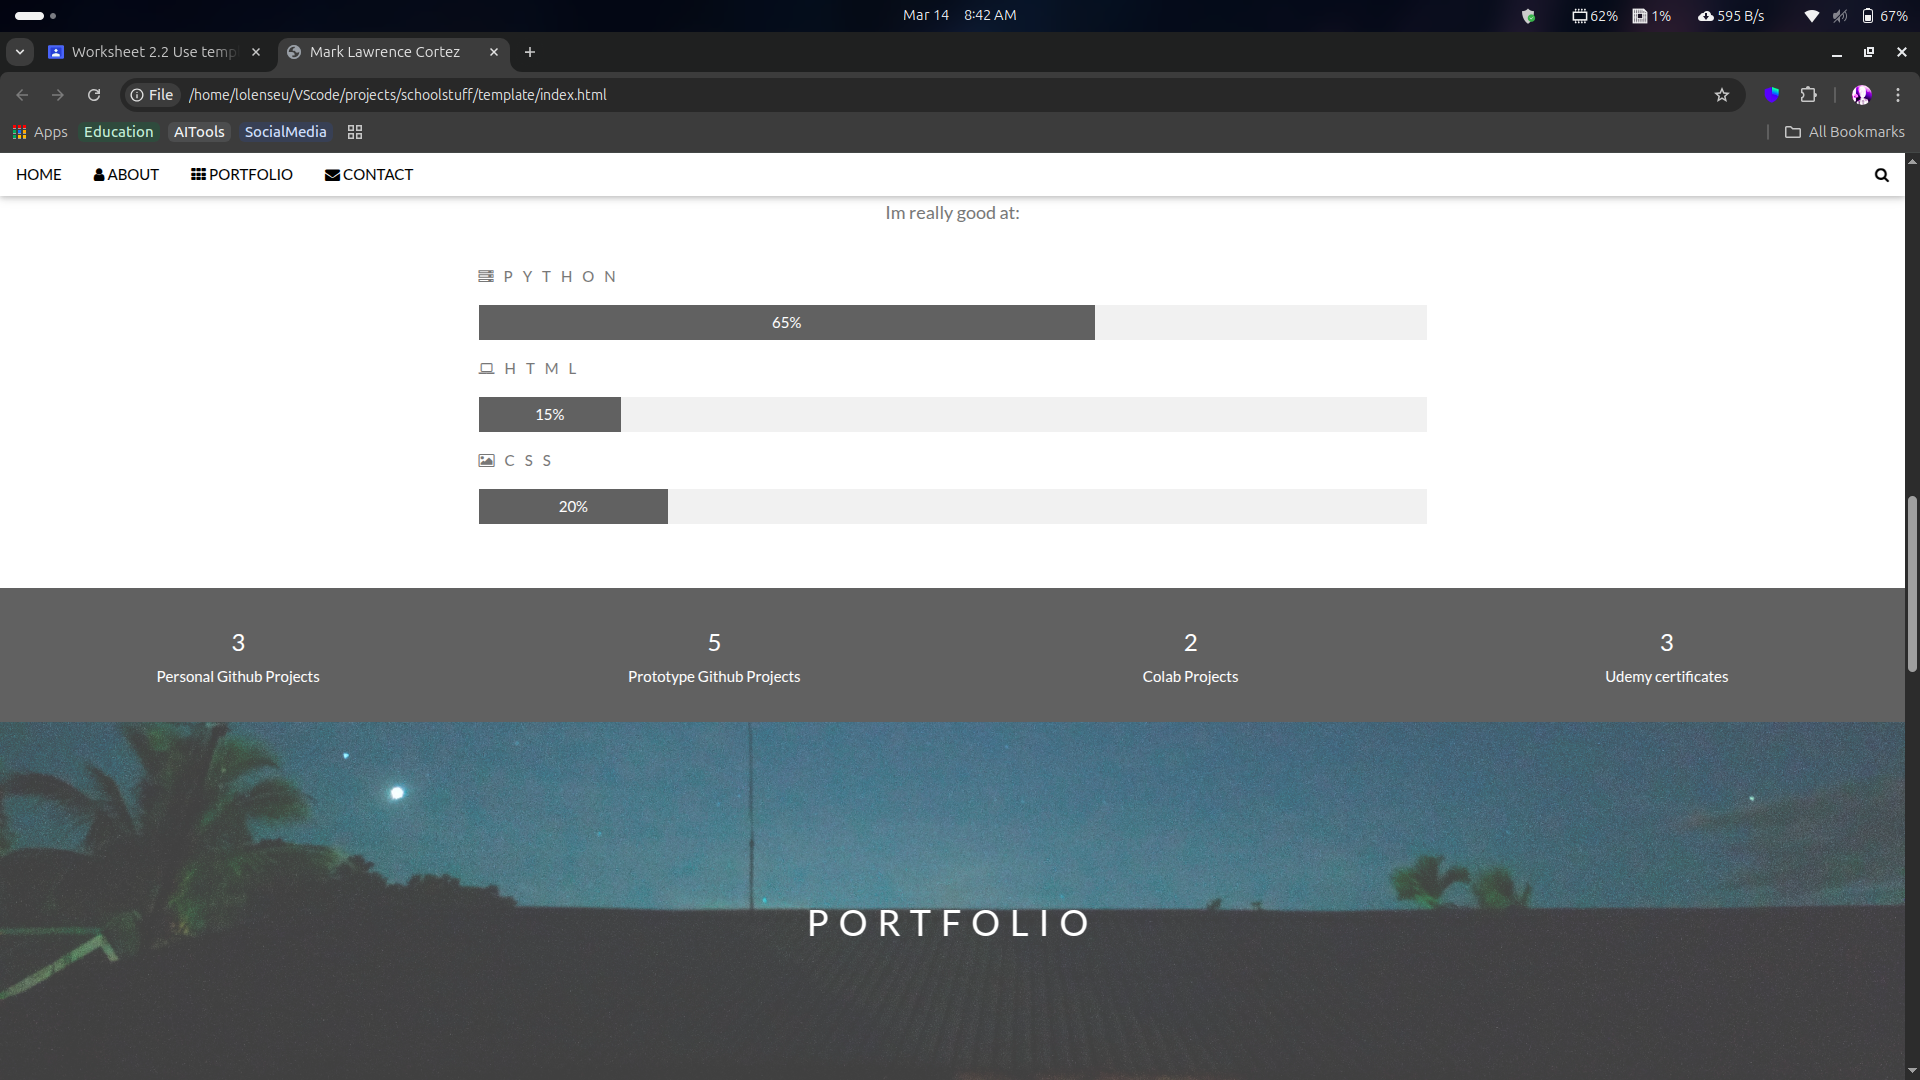 Mar 14 8:42 AM
62% 1% 595 B/s 67%
Worksheet 2.2 Use temp
Mark Lawrence Cortez
File /home/lolenseu/VScode/projects/schoolstuff/template/index.html
Apps Education AITools SocialMedia All Bookmarks
HOME ABOUT PORTFOLIO CONTACT
Im really good at:
PYTHON
65%
HTML
15%
CSS
20%
3
Personal Github Projects
5
Prototype Github Projects
2
Colab Projects
3
Udemy certificates
PORTFOLIO